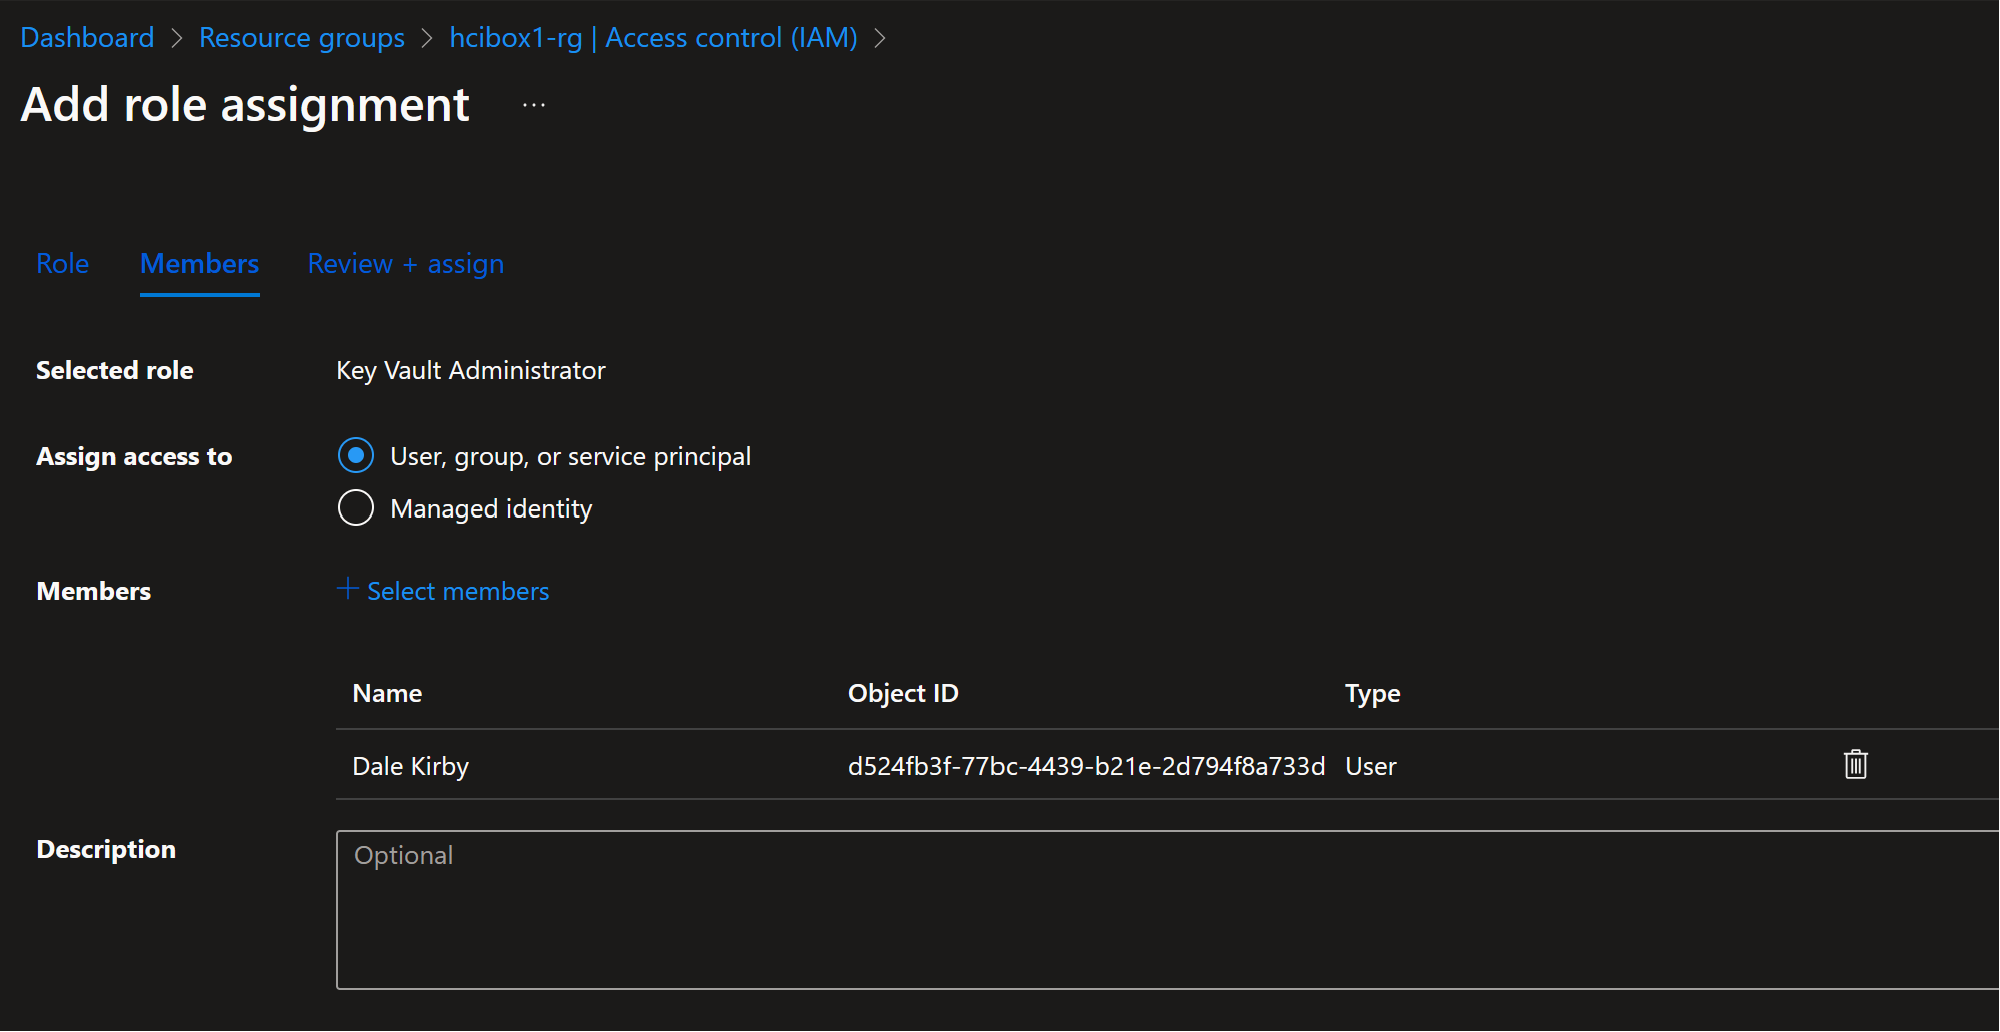 Dashboard > Resource groups > hcibox1-rg | Access control (IAM) >
Add role assignment ...
Role Members Review + assign
Selected role Key Vault Administrator
Assign access to User, group, or service principal
Managed identity
Members + Select members
Name Object ID Type
Dale Kirby d524fb3f-77bc-4439-b21e-2d794f8a733d User
Description Optional